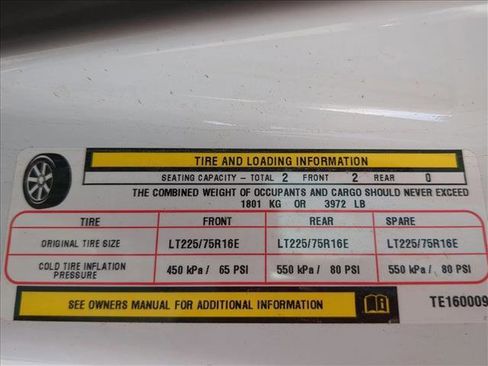 TIRE AND LOADING INFORMATION
SEATING CAPACITY - TOTAL 2 FRONT 2 REAR 0
THE COMBINED WEIGHT OF OCCUPANTS AND CARGO SHOULD NEVER EXCEED
1801 KG OR 3972 LB
TIRE FRONT REAR SPARE
ORIGINAL TIRE SIZE LT225/75R16E LT225/75R16E LT225/75R16E
COLD TIRE INFLATION PRESSURE 450 kPa / 65 PSI 550 kPa / 80 PSI 550 kPa / 80 PSI
SEE OWNERS MANUAL FOR ADDITIONAL INFORMATION
TE160009